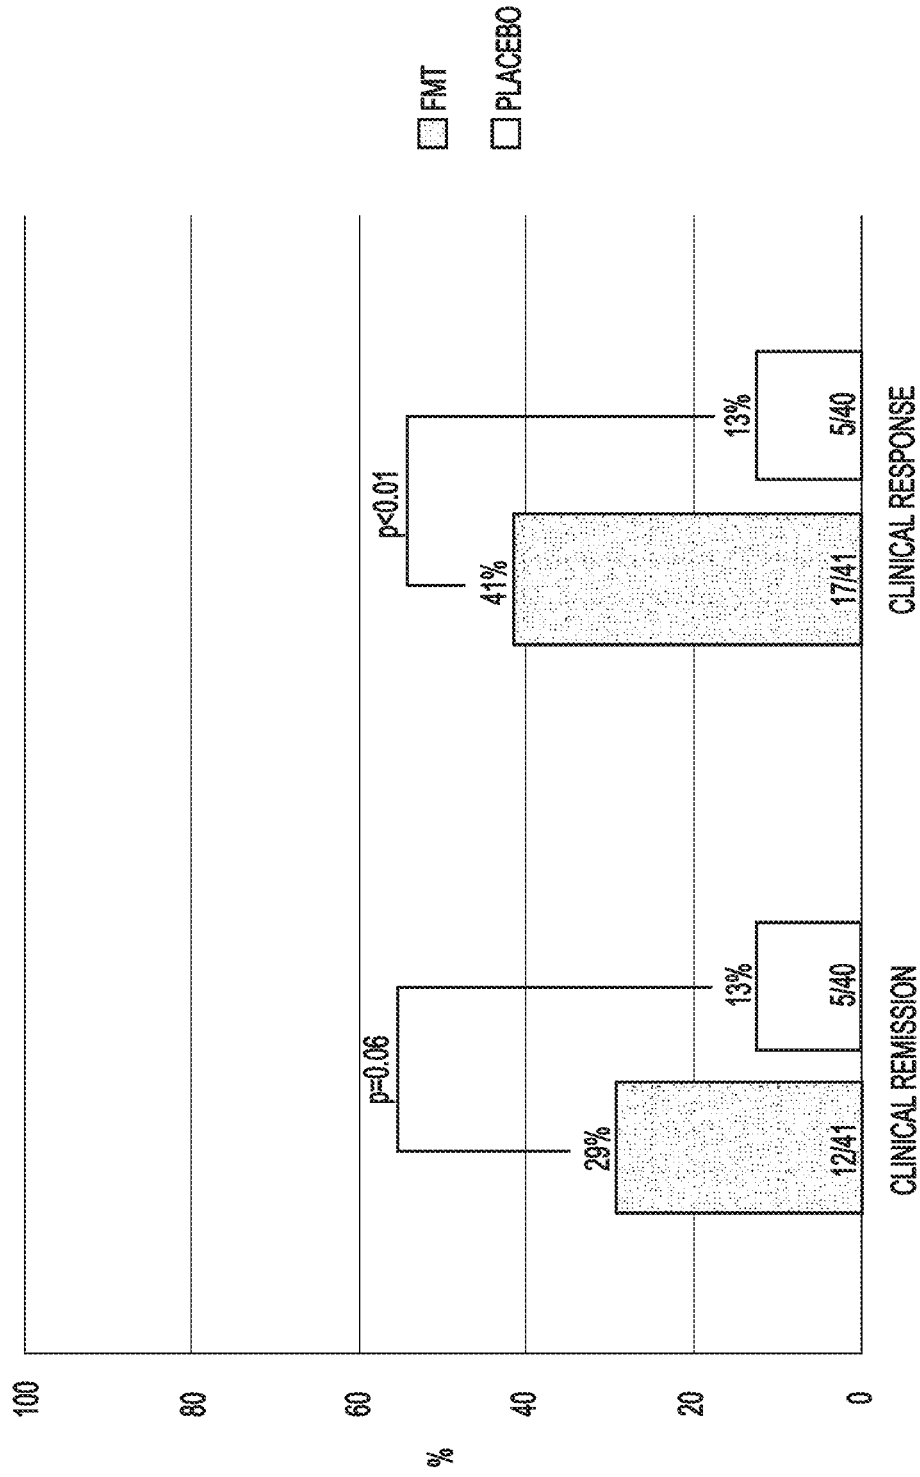 100
80
60
40
20
0
%
p=0.06
29%
13%
12/41
5/40
CLINICAL REMISSION
p<0.01
41%
13%
17/41
5/40
CLINICAL RESPONSE
FMT
PLACEBO